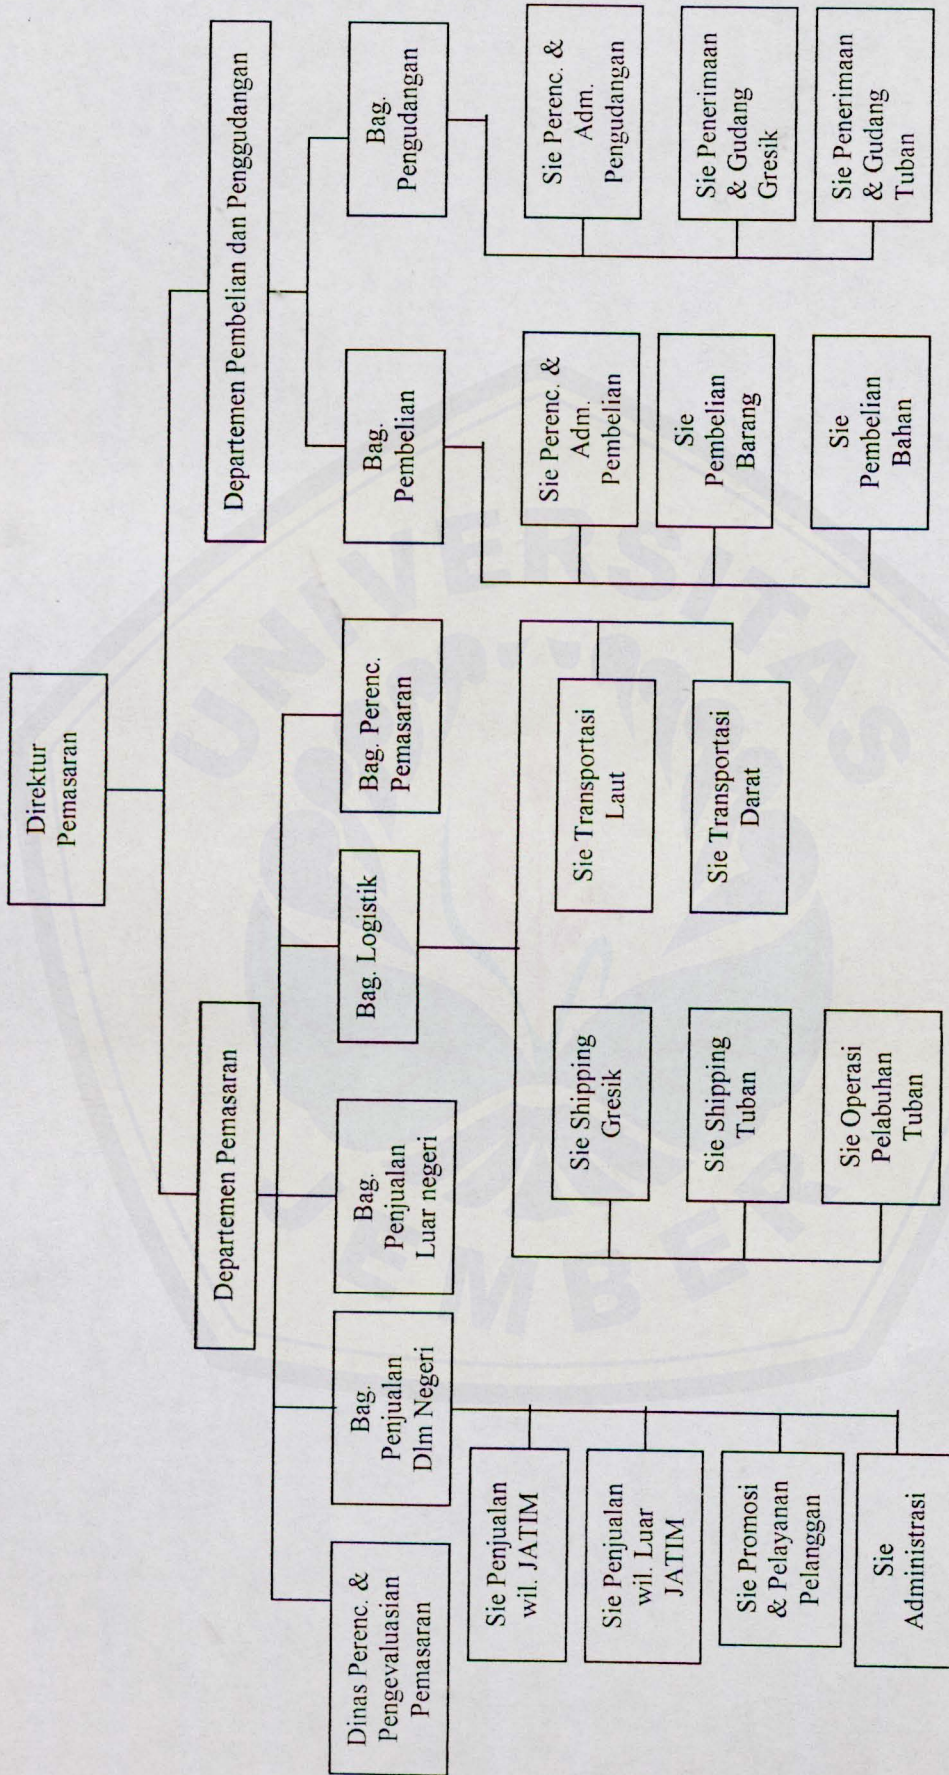 Direktur
Pemasaran
Departemen Pemasaran
Departemen Pembelian dan Penggudangan
Dinas Perenc. &
Pengevaluasian
Pemasaran
Bag.
Penjualan
Dlm Negeri
Bag.
Penjualan
Luar negeri
Bag. Logistik
Bag. Perenc.
Pemasaran
Bag.
Pembelian
Bag.
Pengudangan
Sie Penjualan
wil. JATIM
Sie Penjualan
wil. Luar
JATIM
Sie Promosi
& Pelayanan
Pelanggan
Sie
Administrasi
Sie Shipping
Gresik
Sie Shipping
Tuban
Sie Operasi
Pelabuhan
Tuban
Sie Transportasi
Laut
Sie Transportasi
Darat
Sie Perenc. &
Adm.
Pembelian
Sie
Pembelian
Barang
Sie
Pembelian
Bahan
Sie Perenc. &
Adm.
Pengudangan
Sie Penerimaan
& Gudang
Gresik
Sie Penerimaan
& Gudang
Tuban
UNIVERSITAS
JEMBER